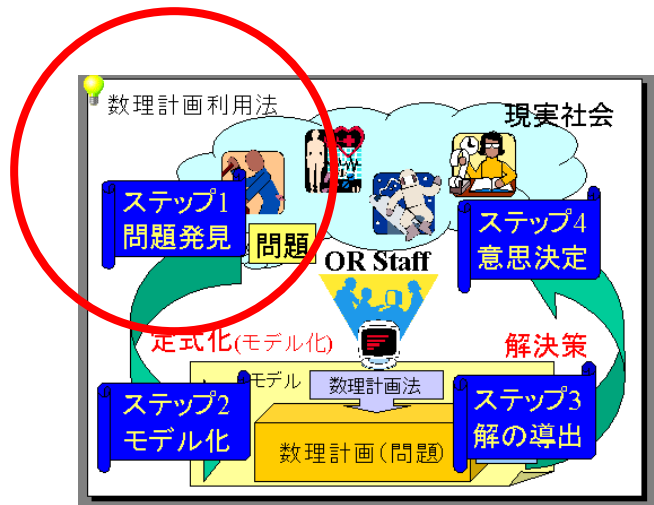 数理計画利用法
現実社会
ステップ1
問題発見
問題
OR Staff
ステップ4
意思決定
定式化(モデル化)
解決策
モデル
数理計画法
ステップ2
モデル化
数理計画(問題)
ステップ3
解の導出